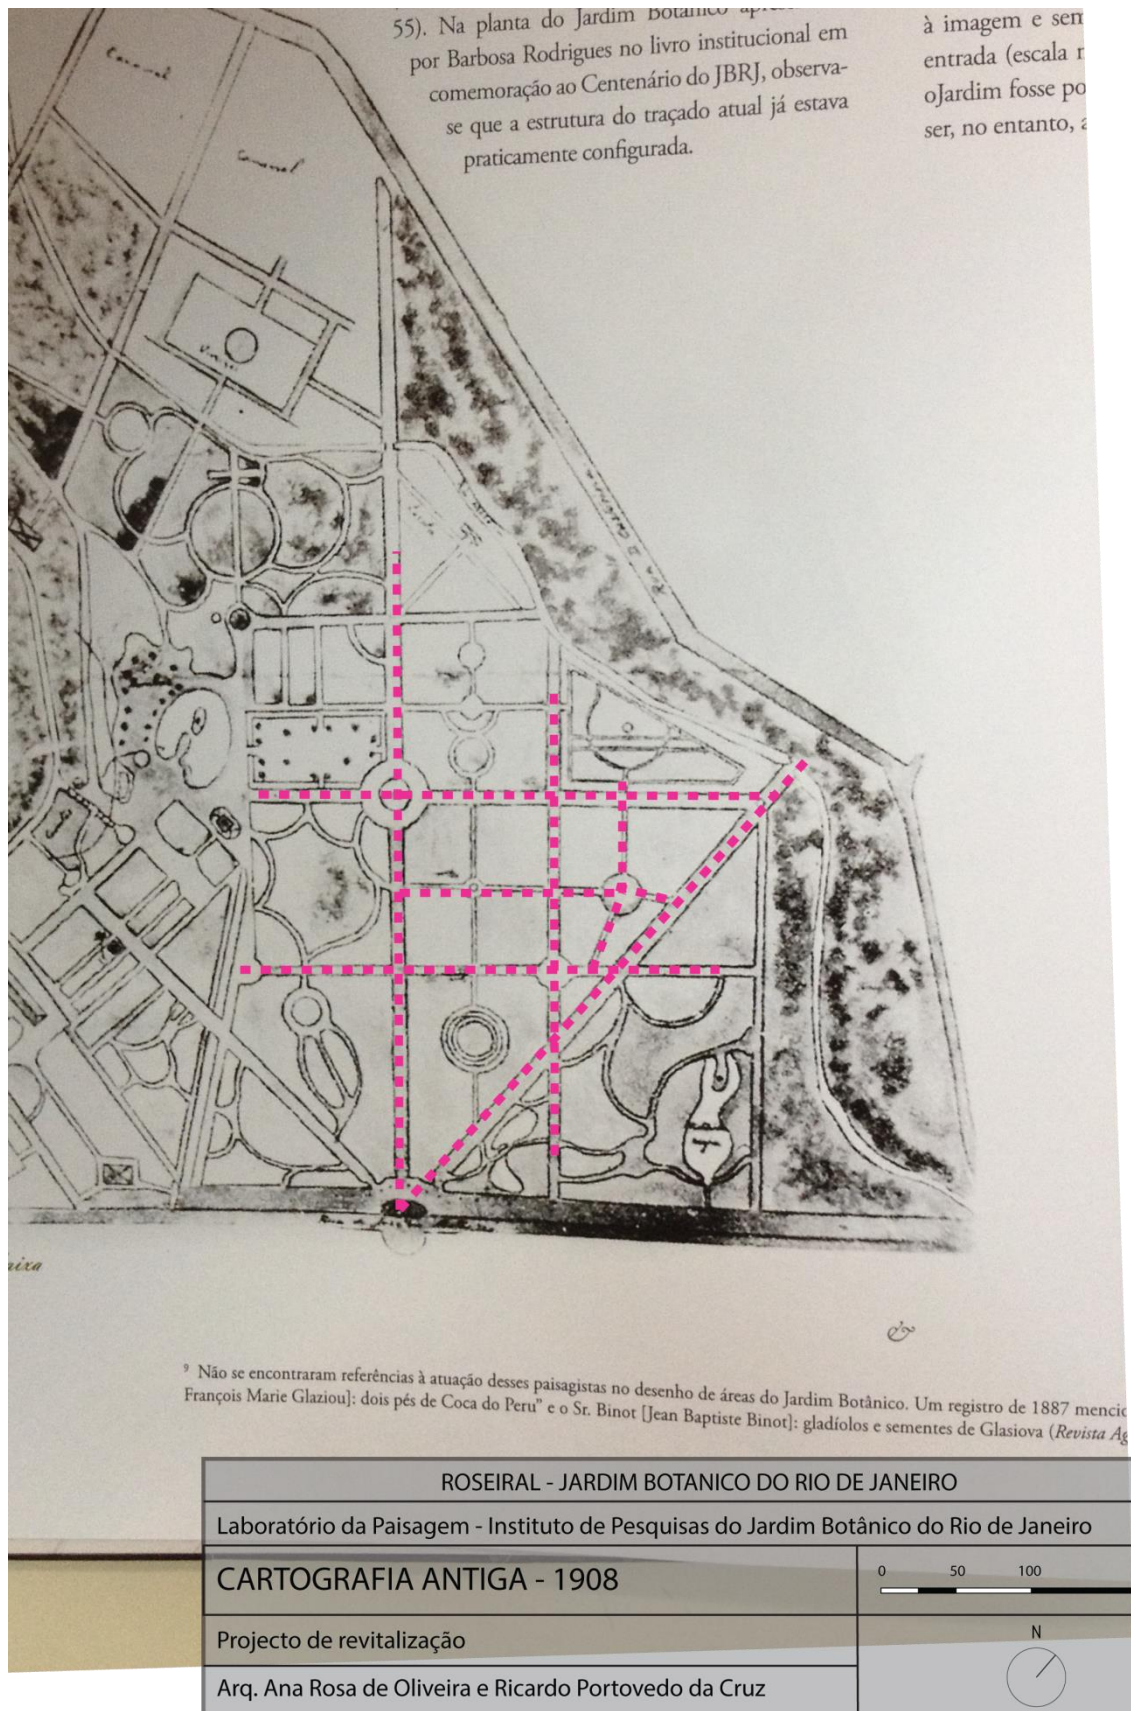 55). Na planta do Jardim Botânico
por Barbosa Rodrigues no livro institucional em
comemoração ao Centenário do JBRJ, observa-
se que a estrutura do traçado atual já estava
praticamente configurada.
à imagem e sem
entrada (escala r
oJardim fosse po
ser, no entanto, a
Caramal
Caramal
aixa
⁹ Não se encontraram referências à atuação desses paisagistas no desenho de áreas do Jardim Botânico. Um registro de 1887 mencic
François Marie Glaziou]: dois pés de Coca do Peru” e o Sr. Binot [Jean Baptiste Binot]: gladíolos e sementes de Glasiova (Revista Ag
ROSEIRAL - JARDIM BOTANICO DO RIO DE JANEIRO
Laboratório da Paisagem - Instituto de Pesquisas do Jardim Botânico do Rio de Janeiro
CARTOGRAFIA ANTIGA - 1908
0 50 100
Projecto de revitalização
N
Arq. Ana Rosa de Oliveira e Ricardo Portovedo da Cruz